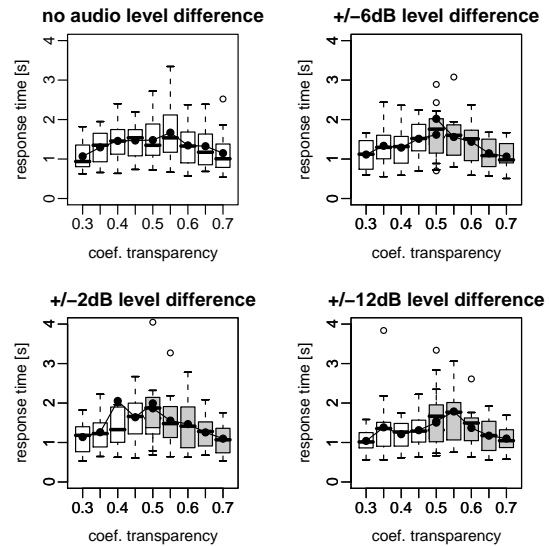 no audio level difference
response time [s]
4
3
2
1
0
0.3 0.4 0.5 0.6 0.7
coef. transparency
+/−6dB level difference
response time [s]
4
3
2
1
0
0.3 0.4 0.5 0.6 0.7
coef. transparency
+/−2dB level difference
response time [s]
4
3
2
1
0
0.3 0.4 0.5 0.6 0.7
coef. transparency
+/−12dB level difference
response time [s]
4
3
2
1
0
0.3 0.4 0.5 0.6 0.7
coef. transparency